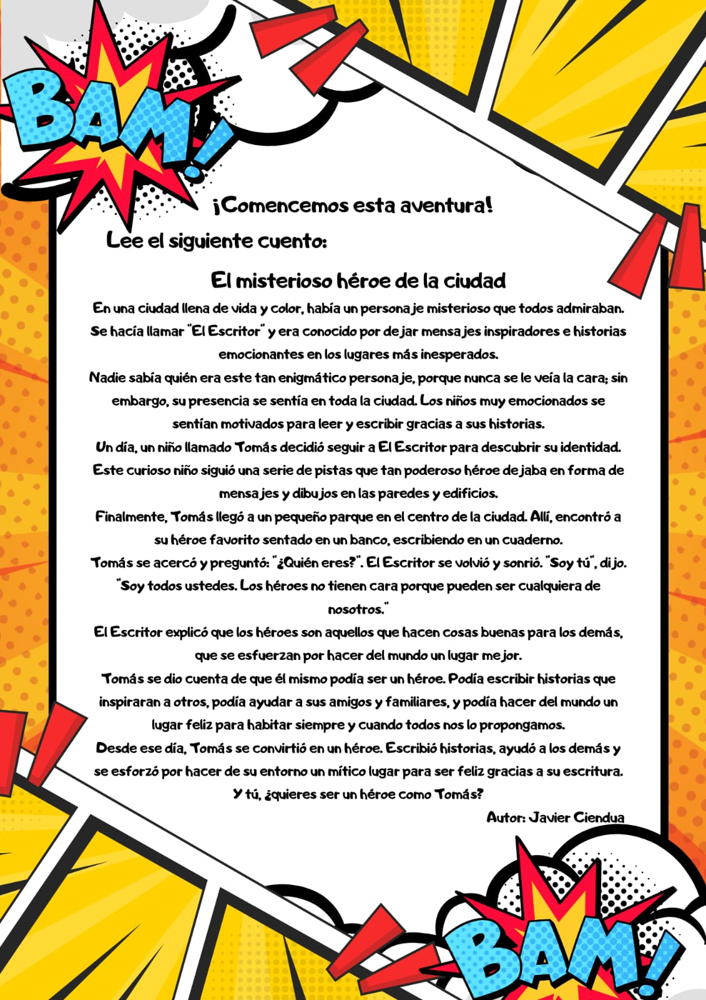 BAM!
¡Comencemos esta aventura!
Lee el siguiente cuento:
El misterioso héroe de la ciudad
En una ciudad llena de vida y color, había un personaje misterioso que todos admiraban.
Se hacía llamar "El Escritor" y era conocido por dejar mensajes inspiradores e historias
emocionantes en los lugares más inesperados.
Nadie sabía quién era este tan enigmático personaje, porque nunca se le veía la cara; sin
embargo, su presencia se sentía en toda la ciudad. Los niños muy emocionados se
sentían motivados para leer y escribir gracias a sus historias.
Un día, un niño llamado Tomás decidió seguir a El Escritor para descubrir su identidad.
Este curioso niño siguió una serie de pistas que tan poderoso héroe dejaba en forma de
mensajes y dibujos en las paredes y edificios.
Finalmente, Tomás llegó a un pequeño parque en el centro de la ciudad. Allí, encontró a
su héroe favorito sentado en un banco, escribiendo en un cuaderno.
Tomás se acercó y preguntó: "¿Quién eres?". El Escritor se volvió y sonrió. "Soy tú", dijo.
"Soy todos ustedes. Los héroes no tienen cara porque pueden ser cualquiera de
nosotros."
El Escritor explicó que los héroes son aquellos que hacen cosas buenas para los demás,
que se esfuerzan por hacer del mundo un lugar mejor.
Tomás se dio cuenta de que él mismo podía ser un héroe. Podía escribir historias que
inspiraran a otros, podía ayudar a sus amigos y familiares, y podía hacer del mundo un
lugar feliz para habitar siempre y cuando todos nos lo propongamos.
Desde ese día, Tomás se convirtió en un héroe. Escribió historias, ayudó a los demás y
se esforzó por hacer de su entorno un mítico lugar para ser feliz gracias a su escritura.
Y tú, ¿quieres ser un héroe como Tomás?
Autor: Javier Ciendua
BAM!